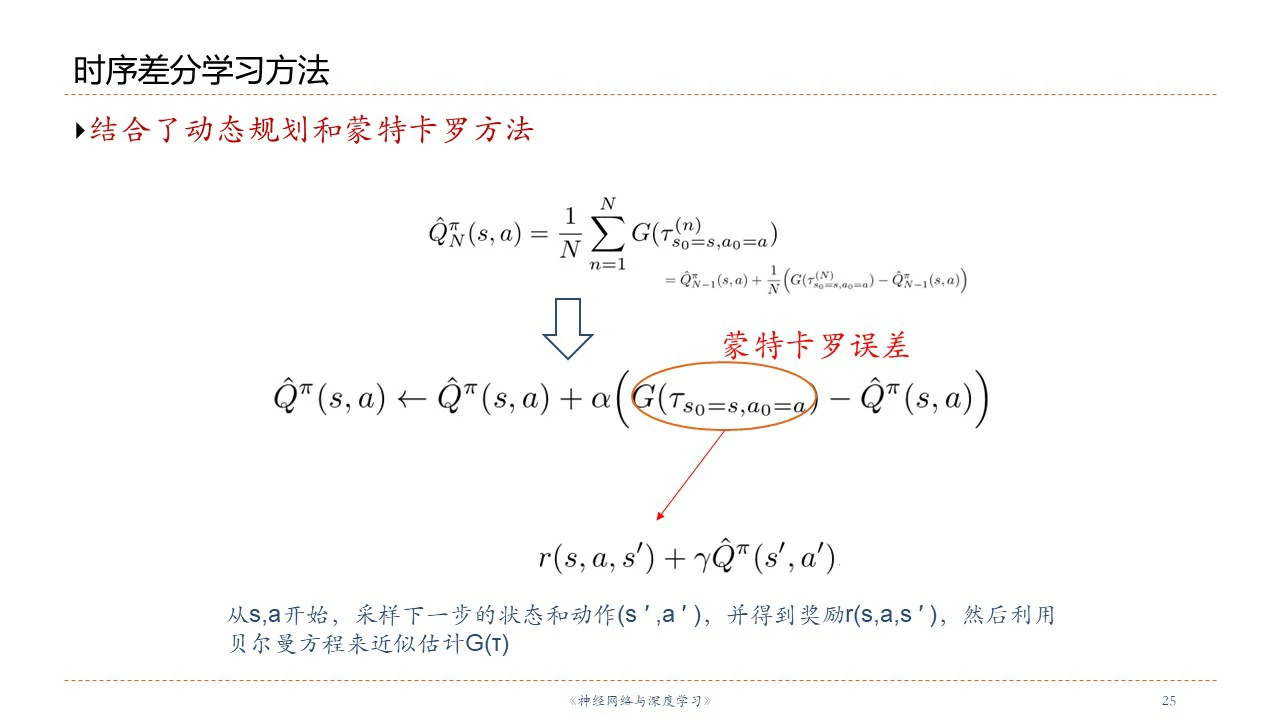 时序差分学习方法
结合了动态规划和蒙特卡罗方法
$\hat{Q}^{\pi}_{N}(s,a) = \frac{1}{N}\sum_{n=1}^{N} G(\tau^{(n)}_{s_0=s,a_0=a})$
$= \hat{Q}^{\pi}_{N-1}(s,a) + \frac{1}{N}\left(G(\tau^{(N)}_{s_0=s,a_0=a}) - \hat{Q}^{\pi}_{N-1}(s,a)\right)$
蒙特卡罗误差
$\hat{Q}^{\pi}(s,a) \leftarrow \hat{Q}^{\pi}(s,a) + \alpha\left(G(\tau_{s_0=s,a_0=a}) - \hat{Q}^{\pi}(s,a)\right)$
$r(s,a,s') + \gamma\hat{Q}^{\pi}(s',a')$
从s,a开始，采样下一步的状态和动作(s′,a′)，并得到奖励r(s,a,s′)，然后利用
贝尔曼方程来近似估计G(τ)
《神经网络与深度学习》
25